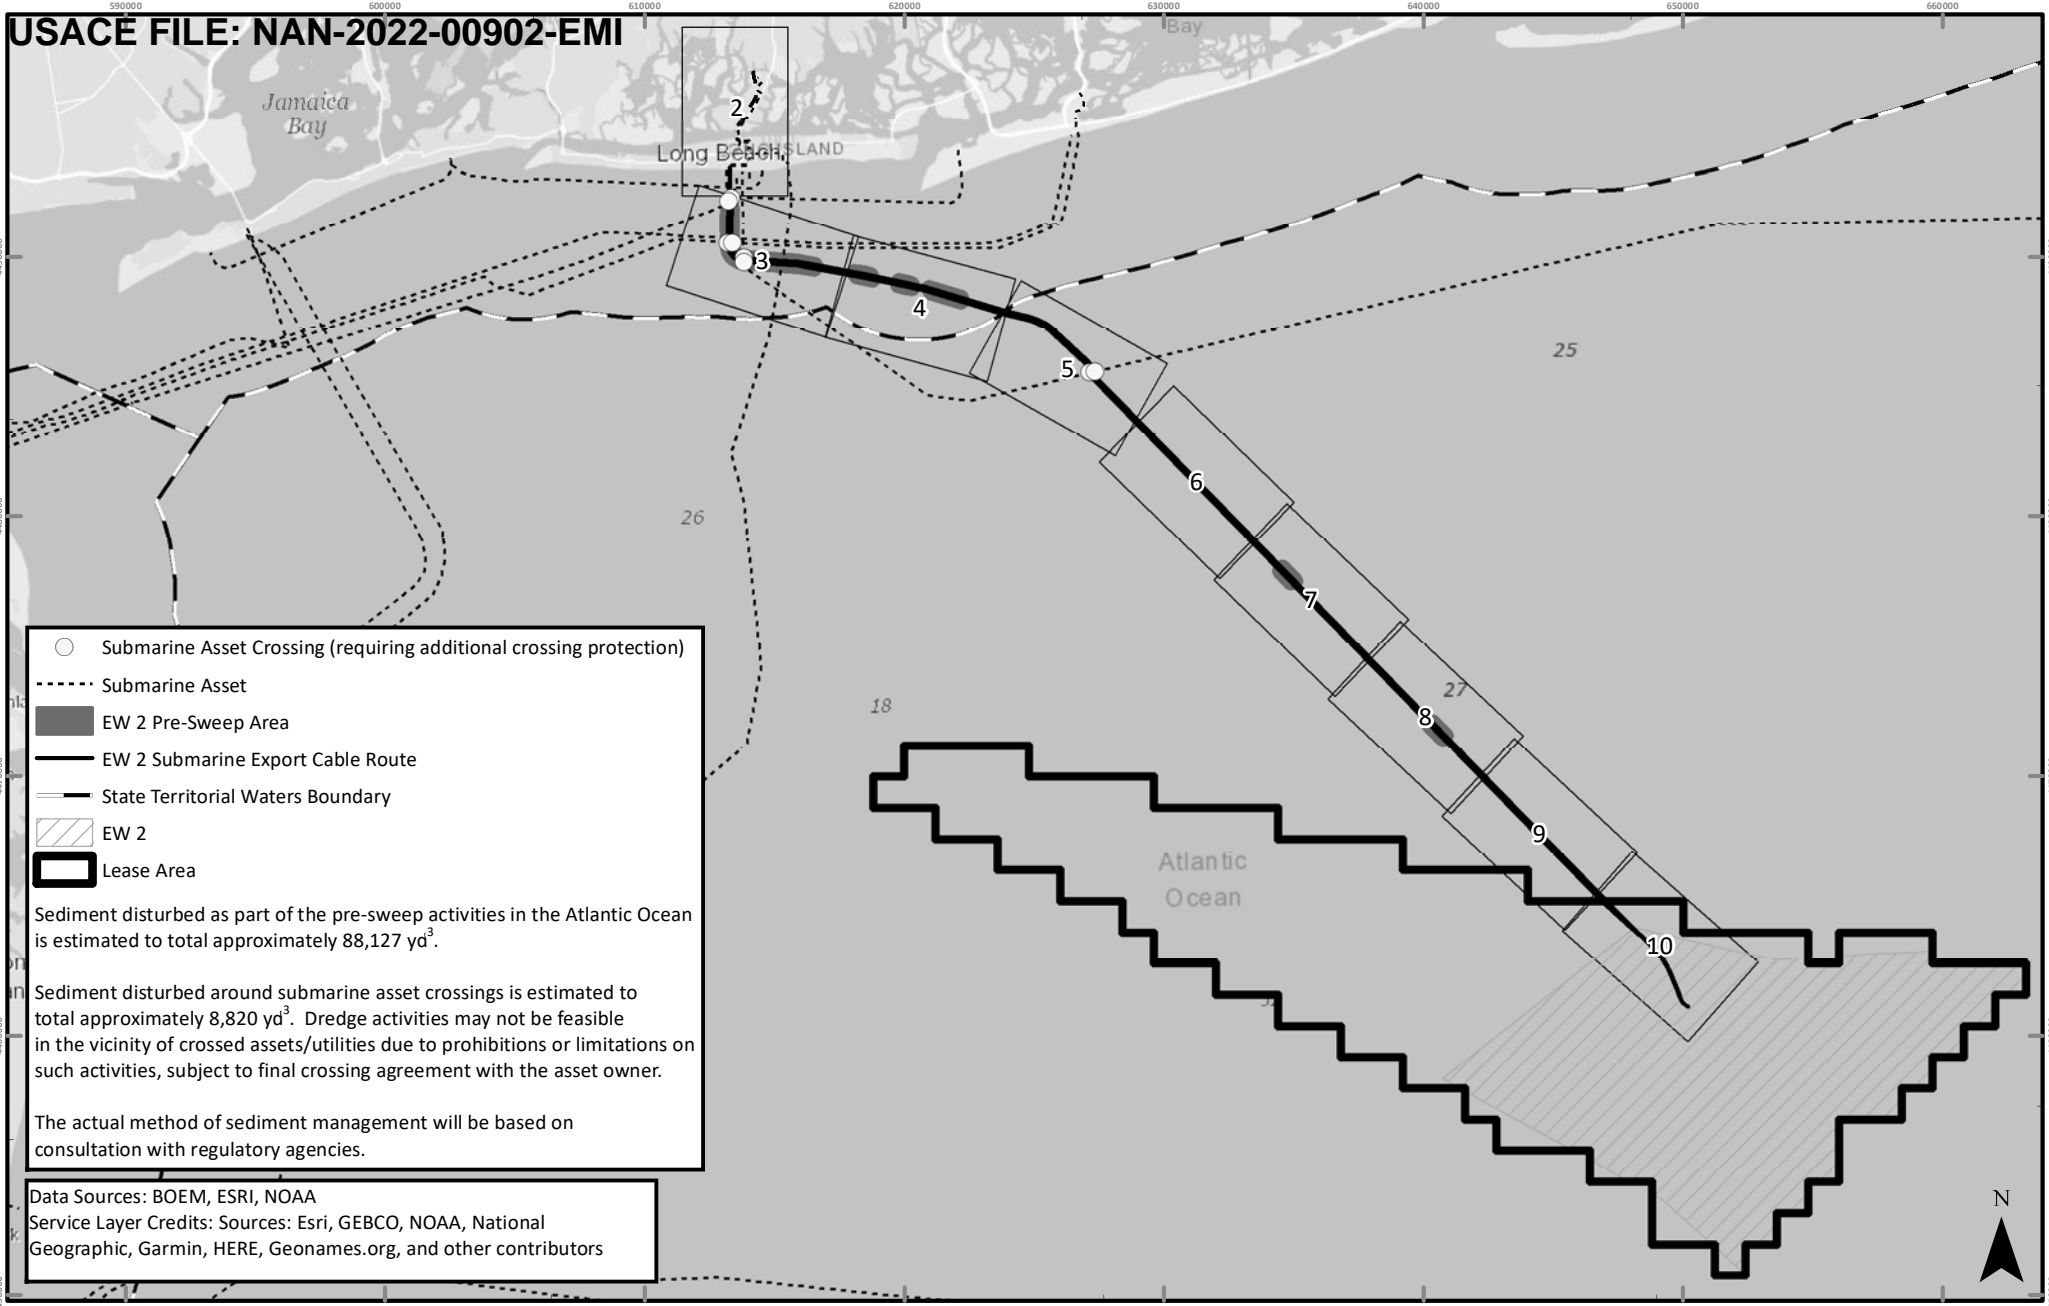 590000
600000
610000
620000
630000
640000
650000
660000
USACE FILE: NAN-2022-00902-EMI
Bay
Jamaica
Bay
2
Long Beach
ISLAND
3
4
5
25
6
26
7
27
8
18
9
10
Atlantic
Ocean
Submarine Asset Crossing (requiring additional crossing protection)
Submarine Asset
EW 2 Pre-Sweep Area
EW 2 Submarine Export Cable Route
State Territorial Waters Boundary
EW 2
Lease Area
Sediment disturbed as part of the pre-sweep activities in the Atlantic Ocean
is estimated to total approximately 88,127 yd³.
Sediment disturbed around submarine asset crossings is estimated to
total approximately 8,820 yd³. Dredge activities may not be feasible
in the vicinity of crossed assets/utilities due to prohibitions or limitations on
such activities, subject to final crossing agreement with the asset owner.
The actual method of sediment management will be based on
consultation with regulatory agencies.
Data Sources: BOEM, ESRI, NOAA
Service Layer Credits: Sources: Esri, GEBCO, NOAA, National
Geographic, Garmin, HERE, Geonames.org, and other contributors
N